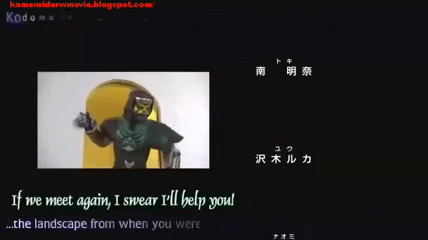 kamenriderwmovie.blogspot.com/
Kodomo
トキ
南 明奈
ユウ
沢木ルカ
If we meet again, I swear I'll help you!
...the landscape from when you were
ナオミ